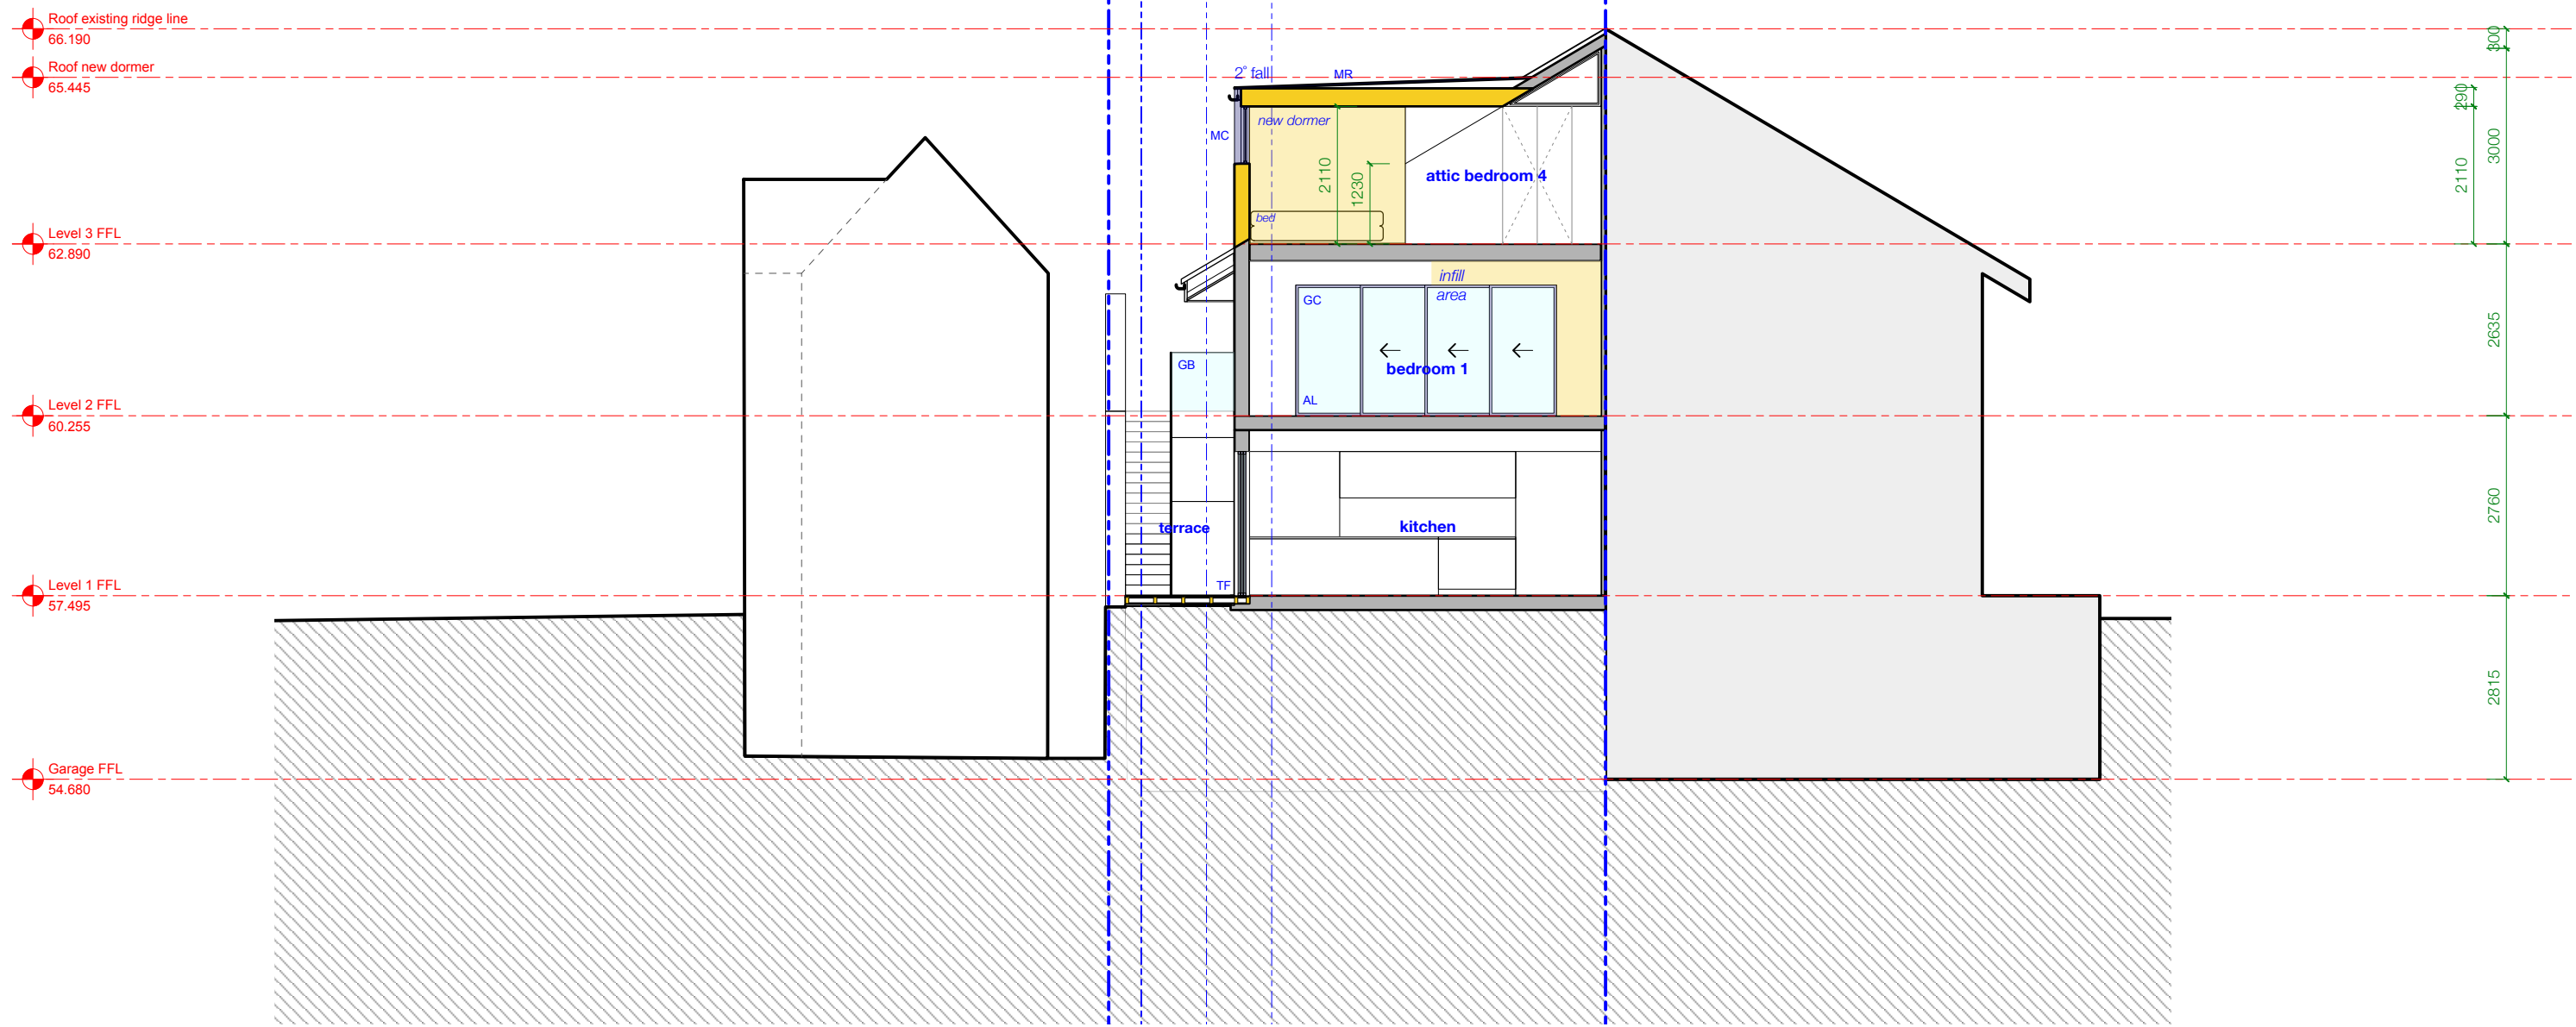 Roof existing ridge line
66.190
Roof new dormer
65.445
Level 3 FFL
62.890
Level 2 FFL
60.255
Level 1 FFL
57.495
Garage FFL
54.680
2° fall
MR
MC
new dormer
2110
1230
attic bedroom 4
bed
infill
area
GC
bedroom 1
AL
GB
terrace
kitchen
TF
300
290
3000
2110
2635
2760
2815